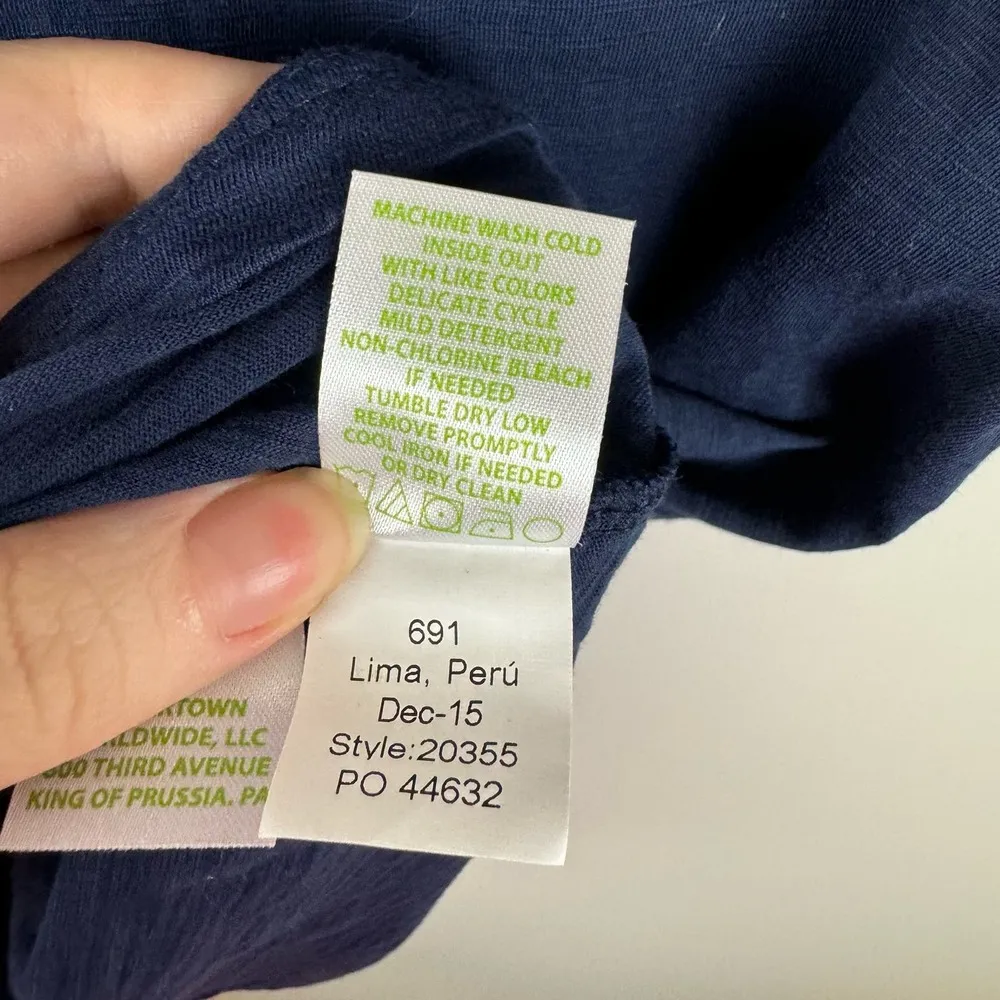 MACHINE WASH COLD
INSIDE OUT
WITH LIKE COLORS
DELICATE CYCLE
MILD DETERGENT
NON-CHLORINE BLEACH
IF NEEDED
TUMBLE DRY LOW
REMOVE PROMPTLY
COOL IRON IF NEEDED
OR DRY CLEAN
691
Lima, Perú
Dec-15
Style:20355
PO 44632
THIRD AVENUE
KING OF PRUSSIA. PA
LLC